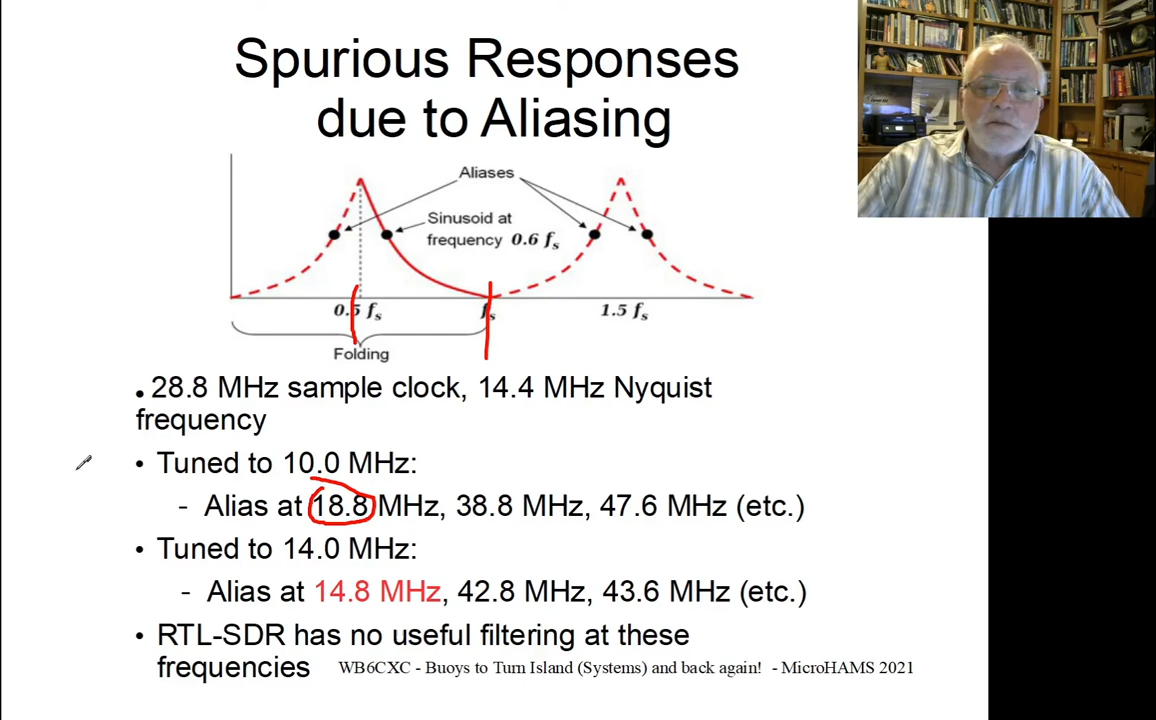 Spurious Responses
due to Aliasing
Aliases
Sinusoid at
frequency 0.6 fs
0.5 fs
fs
1.5 fs
Folding
• 28.8 MHz sample clock, 14.4 MHz Nyquist
frequency
• Tuned to 10.0 MHz:
- Alias at 18.8 MHz, 38.8 MHz, 47.6 MHz (etc.)
• Tuned to 14.0 MHz:
- Alias at 14.8 MHz, 42.8 MHz, 43.6 MHz (etc.)
• RTL-SDR has no useful filtering at these
frequencies
WB6CXC - Buoys to Turn Island (Systems) and back again! - MicroHAMS 2021